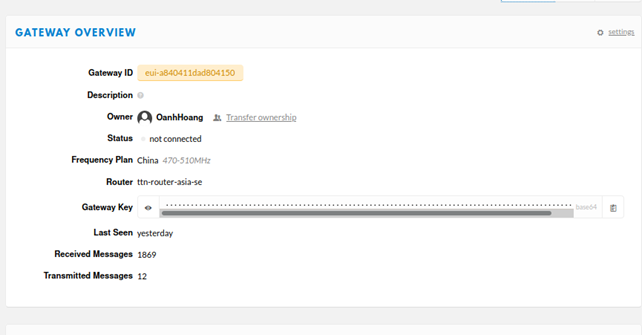 GATEWAY OVERVIEW
settings
Gateway ID eui-a840411dad804150
Description
Owner OanhHoang Transfer ownership
Status not connected
Frequency Plan China 470-510MHz
Router ttn-router-asia-se
Gateway Key base64
Last Seen yesterday
Received Messages 1869
Transmitted Messages 12